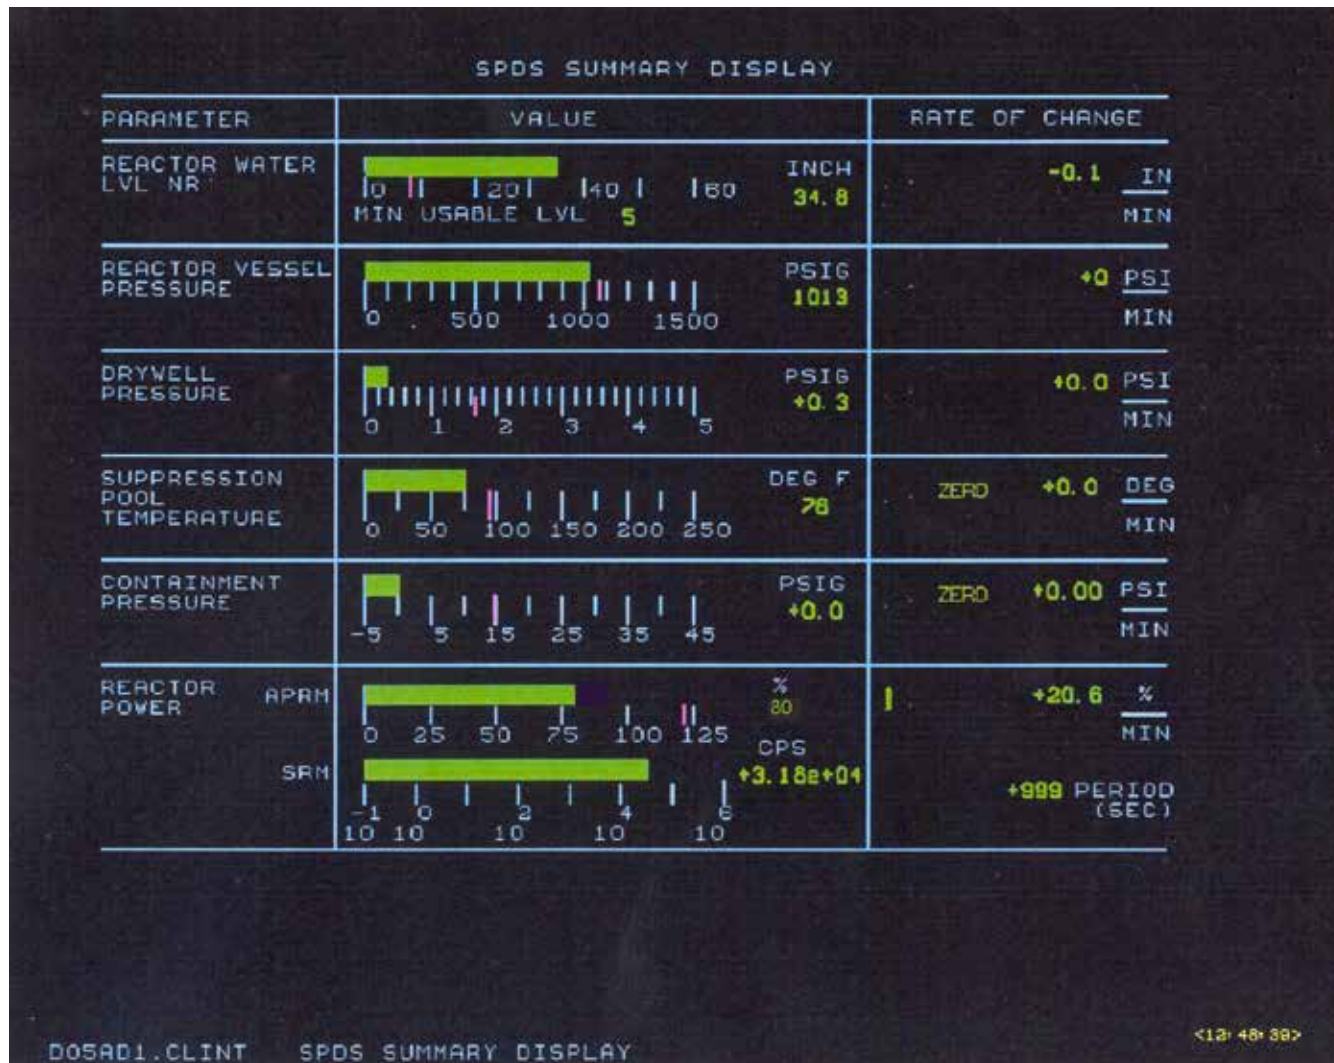 SPDS SUMMARY DISPLAY
PARAMETER VALUE RATE OF CHANGE
REACTOR WATER LVL NR
0 20 40 60
MIN USABLE LVL 5
INCH
34.8
-0.1 IN
MIN
REACTOR VESSEL PRESSURE
0 500 1000 1500
PSIG
1013
+0 PSI
MIN
DRYWELL PRESSURE
0 1 2 3 4 5
PSIG
+0.3
+0.0 PSI
MIN
SUPPRESSION
POOL
TEMPERATURE
0 50 100 150 200 250
DEG F
76
ZERO +0.0 DEG
MIN
CONTAINMENT
PRESSURE
-5 5 15 25 35 45
PSIG
+0.0
ZERO +0.00 PSI
MIN
REACTOR
POWER
APRM
0 25 50 75 100 125
%
80
+20.6 %
MIN
SRM
-1 0 2 4 6
10 10 10 10 10
CPS
+3.18e+04
+999 PERIOD
(SEC)
<12:48:39>
D05AD1.CLINT SPDS SUMMARY DISPLAY